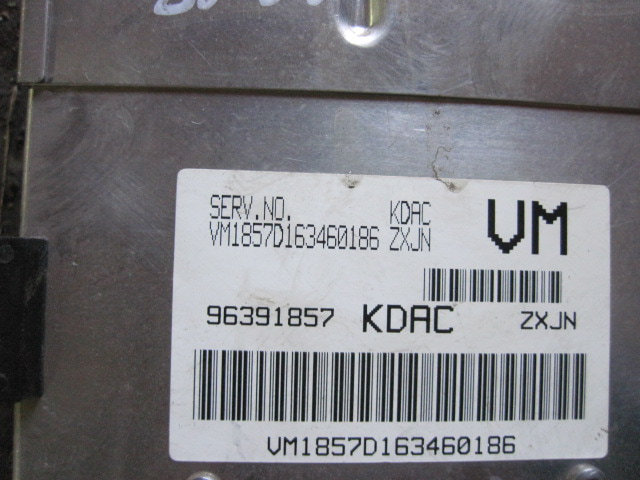 SERV.NO. KDAC VM
VM1857D163460186 ZXJN
96391857 KDAC ZXJN
VM1857D163460186